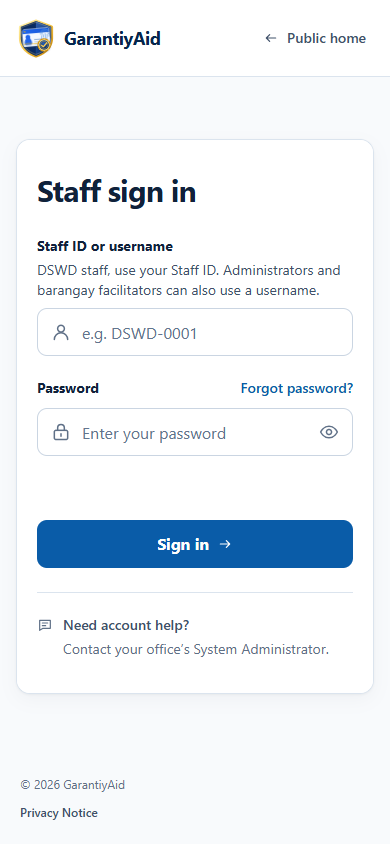 GarantiyAid
← Public home
Staff sign in
Staff ID or username
DSWD staff, use your Staff ID. Administrators and
barangay facilitators can also use a username.
e.g. DSWD-0001
Password
Forgot password?
Enter your password
Sign in →
Need account help?
Contact your office's System Administrator.
© 2026 GarantiyAid
Privacy Notice